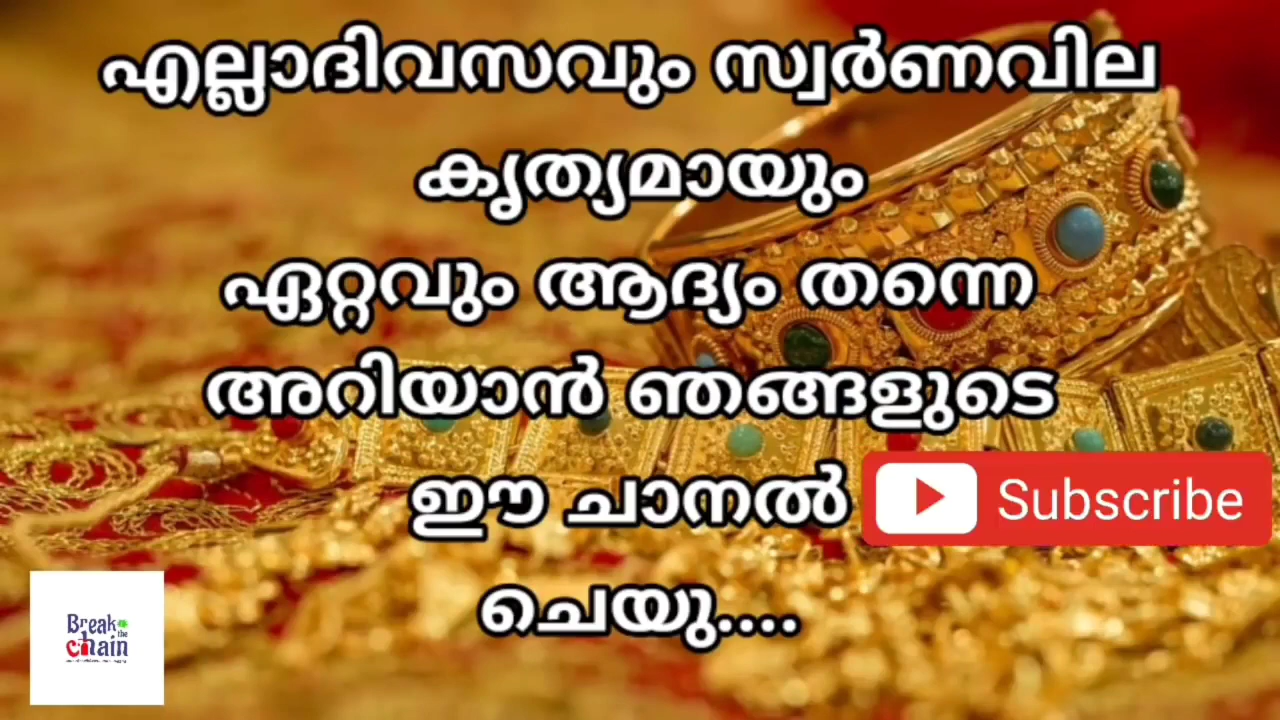 എല്ലാദിവസവും സ്വർണവില
കൃത്യമായും
ഏറ്റവും ആദ്യം തന്നെ
അറിയാൻ ഞങ്ങളുടെ
ഈ ചാനൽ Subscribe
ചെയു....
Break
the
chain